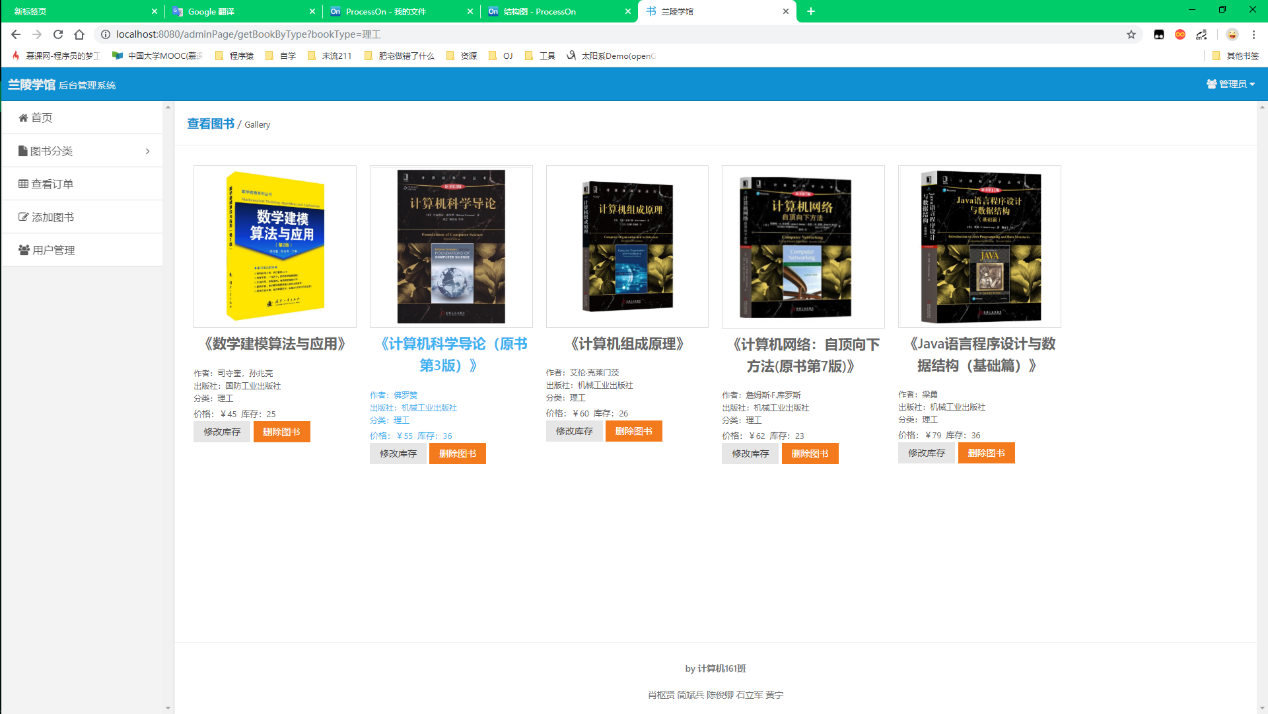 新标签页
Google 翻译
ProcessOn - 我的文件
结构图 - ProcessOn
兰陵学馆
localhost:8080/adminPage/getBookByType?bookType=理工
慕课网-程序员的梦工
中国大学MOOC(慕课
程序猿
自学
末流211
肥宅做错了什么
资源
OJ
工具
太阳系Demo(openG
其他书签
兰陵学馆 后台管理系统
管理员
首页
图书分类
查看订单
添加图书
用户管理
查看图书 / Gallery
数学建模
算法与应用
计算机科学导论
计算机组成原理
计算机网络
自顶向下方法
Java语言程序设计
与数据结构
《数学建模算法与应用》
作者：司守奎，孙兆亮
出版社：国防工业出版社
分类：理工
价格：￥45 库存：25
修改库存 删除图书
《计算机科学导论（原书
第3版）》
作者：佛罗赞
出版社：机械工业出版社
分类：理工
价格：￥55 库存：36
修改库存 删除图书
《计算机组成原理》
作者：艾伦·克莱门茨
出版社：机械工业出版社
分类：理工
价格：￥60 库存：26
修改库存 删除图书
《计算机网络：自顶向下
方法(原书第7版)》
作者：詹姆斯·F.库罗斯
出版社：机械工业出版社
分类：理工
价格：￥62 库存：23
修改库存 删除图书
《Java语言程序设计与数
据结构（基础篇）》
作者：梁勇
出版社：机械工业出版社
分类：理工
价格：￥79 库存：36
修改库存 删除图书
by 计算机161班
肖枢贤 简斌兵 陈俊卿 石立军 黄宁